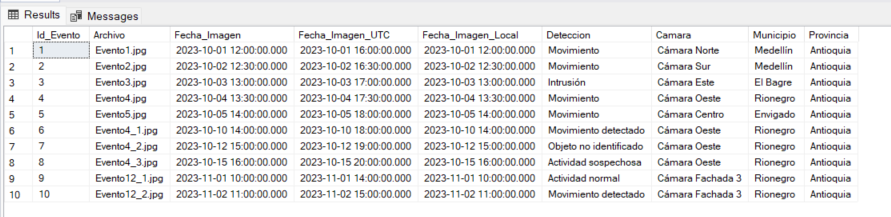 Results Messages
Id_Evento Archivo Fecha_Imagen Fecha_Imagen_UTC Fecha_Imagen_Local Deteccion Camara Municipio Provincia
1 1 Evento1.jpg 2023-10-01 12:00:00.000 2023-10-01 16:00:00.000 2023-10-01 12:00:00.000 Movimiento Cámara Norte Medellín Antioquia
2 2 Evento2.jpg 2023-10-02 12:30:00.000 2023-10-02 16:30:00.000 2023-10-02 12:30:00.000 Movimiento Cámara Sur Medellín Antioquia
3 3 Evento3.jpg 2023-10-03 13:00:00.000 2023-10-03 17:00:00.000 2023-10-03 13:00:00.000 Intrusión Cámara Este El Bagre Antioquia
4 4 Evento4.jpg 2023-10-04 13:30:00.000 2023-10-04 17:30:00.000 2023-10-04 13:30:00.000 Movimiento Cámara Oeste Rionegro Antioquia
5 5 Evento5.jpg 2023-10-05 14:00:00.000 2023-10-05 18:00:00.000 2023-10-05 14:00:00.000 Movimiento Cámara Centro Envigado Antioquia
6 6 Evento4_1.jpg 2023-10-10 14:00:00.000 2023-10-10 18:00:00.000 2023-10-10 14:00:00.000 Movimiento detectado Cámara Oeste Rionegro Antioquia
7 7 Evento4_2.jpg 2023-10-12 15:00:00.000 2023-10-12 19:00:00.000 2023-10-12 15:00:00.000 Objeto no identificado Cámara Oeste Rionegro Antioquia
8 8 Evento4_3.jpg 2023-10-15 16:00:00.000 2023-10-15 20:00:00.000 2023-10-15 16:00:00.000 Actividad sospechosa Cámara Oeste Rionegro Antioquia
9 9 Evento12_1.jpg 2023-11-01 10:00:00.000 2023-11-01 14:00:00.000 2023-11-01 10:00:00.000 Actividad normal Cámara Fachada 3 Rionegro Antioquia
10 10 Evento12_2.jpg 2023-11-02 11:00:00.000 2023-11-02 15:00:00.000 2023-11-02 11:00:00.000 Movimiento detectado Cámara Fachada 3 Rionegro Antioquia